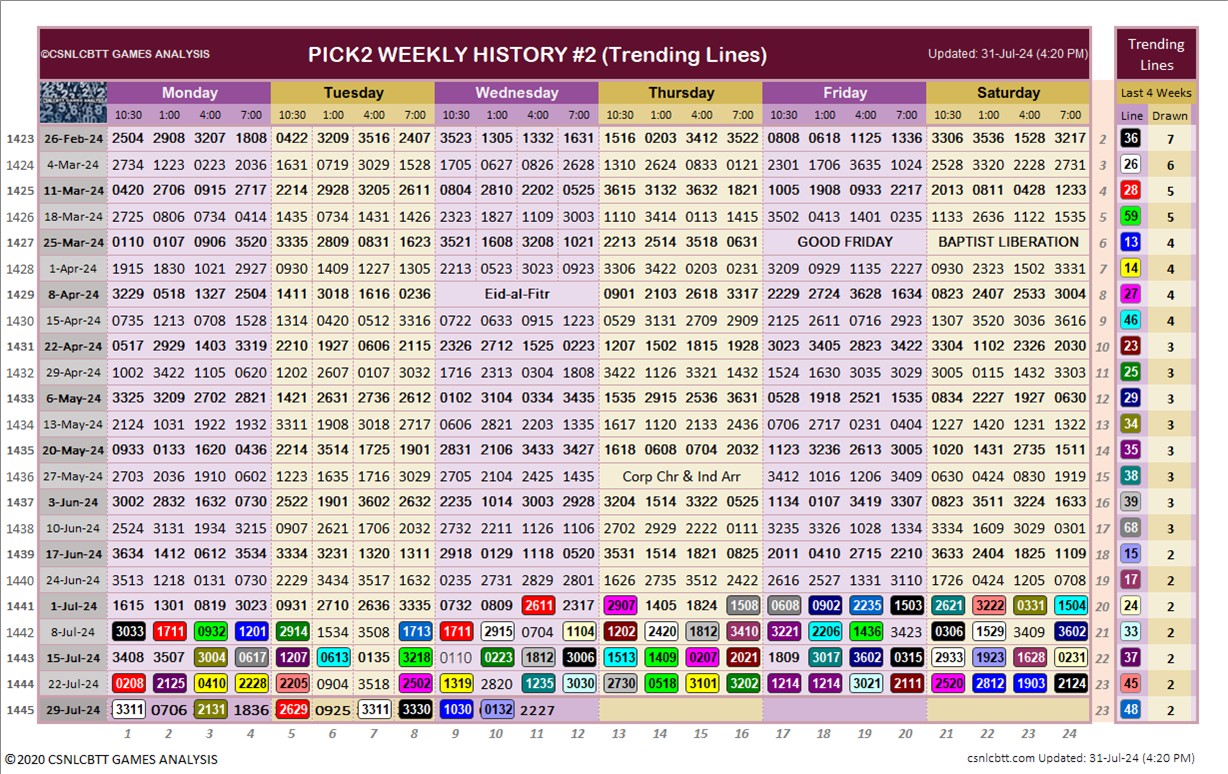 ©CSNLCBTT GAMES ANALYSIS PICK2 WEEKLY HISTORY #2 (Trending Lines) Updated: 31-Jul-24 (4:20 PM)
Trending Lines
Monday Tuesday Wednesday Thursday Friday Saturday Last 4 Weeks
10:30 1:00 4:00 7:00 10:30 1:00 4:00 7:00 10:30 1:00 4:00 7:00 10:30 1:00 4:00 7:00 10:30 1:00 4:00 7:00 10:30 1:00 4:00 7:00 Line Drawn
1423 26-Feb-24 2504 2908 3207 1808 0422 3209 3516 2407 3523 1305 1332 1631 1516 0203 3412 3522 0808 0618 1125 1336 3306 3536 1528 3217 2 36 7
1424 4-Mar-24 2734 1223 0223 2036 1631 0719 3029 1523 1705 0627 0826 2628 1310 2624 0833 0121 2301 1706 3635 1024 2528 3320 2228 2731 3 26 6
1425 11-Mar-24 0420 2706 0915 2717 2214 2928 3205 2611 0804 2810 2202 0525 3615 3132 3632 1821 1005 1908 0933 2217 2013 0811 0428 1233 4 28 5
1426 18-Mar-24 2725 0806 0734 0414 1435 0734 1431 1426 2323 1827 1109 3003 1110 3414 0113 1415 3502 0413 1401 0235 1133 2636 1122 1535 5 59 5
1427 25-Mar-24 0110 0107 0906 3520 3335 2809 0831 1623 3521 1608 3208 1021 2213 2514 3518 0631 GOOD FRIDAY BAPTIST LIBERATION 6 13 4
1428 1-Apr-24 1915 1830 1021 2927 0930 1409 1227 1305 2213 0523 3023 0923 3306 3422 0203 0231 3209 0929 1135 2227 0930 2323 1502 3331 7 14 4
1429 8-Apr-24 3229 0518 1327 2504 1411 3018 1616 0239 Eid-al-Fitr 0901 2103 2618 3317 2229 2724 3628 1634 0823 2407 2533 3004 8 27 4
1430 15-Apr-24 0735 1213 0708 1528 1314 0420 0512 3316 0722 0633 0915 1223 0529 3131 2709 2909 2125 2611 0716 2923 1307 3520 3036 3616 9 46 4
1431 22-Apr-24 0517 2929 1403 3319 2210 1927 0606 2115 2326 2712 1525 0223 1207 1502 1815 1928 3023 3405 2823 3422 3304 1102 2326 2030 10 23 3
1432 29-Apr-24 1002 3422 1105 0620 1202 2607 0107 3032 1716 2313 0304 1808 3422 1126 3321 1432 1524 1630 3035 3029 3005 0115 1432 3303 11 25 3
1433 6-May-24 3325 3209 2702 2821 1421 2631 2736 2612 0102 3104 0334 3435 1535 2915 2536 3631 0528 1918 2521 1535 0834 2227 1927 0630 12 29 3
1434 13-May-24 2124 1031 1922 1932 3311 1908 3018 2717 0606 2821 2203 1335 1617 1120 2133 2436 0706 2717 0231 0404 1227 1420 1231 1322 13 34 3
1435 20-May-24 0933 0133 1620 0436 2214 3514 1725 1901 2831 2106 3433 3427 1618 0608 0704 2032 1123 3236 2613 3005 1020 1431 2735 1511 14 35 3
1436 27-May-24 2703 2036 1910 0602 1223 1635 1715 3023 2705 2104 2425 1435 Corp Chr & Ind Arr 3412 1016 1206 3409 0630 0424 0830 1919 15 38 3
1437 3-Jun-24 3002 2832 1632 0730 2522 1901 3602 2632 2235 1014 3003 2928 3204 1514 3322 0525 1134 0107 3419 3307 0823 3511 3224 1633 16 39 3
1438 10-Jun-24 2524 3131 1934 3215 0907 2621 1706 2032 2732 2211 1126 1106 2702 2929 2222 0111 3235 3326 1028 1334 3334 1609 3029 0301 17 68 3
1439 17-Jun-24 3634 1412 0612 3534 3334 3231 1320 1311 2918 0129 1118 0520 3531 1514 1821 0825 2011 0410 2715 2210 3633 2404 1825 1109 18 15 2
1440 24-Jun-24 3513 1218 0131 0730 2229 3434 3517 1632 0235 2731 2829 2801 1626 2735 3512 2422 2616 2527 1331 3110 1726 0424 1205 0708 19 17 2
1441 1-Jul-24 1615 1301 0819 3023 0931 2710 2636 3335 0732 0809 2611 2317 2907 1405 1824 1508 0608 0902 2235 1503 2621 3222 0331 1504 20 24 2
1442 8-Jul-24 3033 1711 0932 1201 2914 1534 3508 1713 1711 2915 0704 1104 1202 2420 1812 3410 3221 2206 1436 3423 0306 1529 3409 3602 21 33 2
1443 15-Jul-24 3408 3507 3004 0617 1207 0613 0135 3218 0110 0223 1812 3006 1513 1409 0207 2021 1809 3017 3602 0315 2933 1923 1628 0231 22 37 2
1444 22-Jul-24 0208 2125 0410 2228 2205 0904 3518 2502 1319 2820 1235 3030 2730 0518 3101 3202 1214 1214 3021 2111 2520 2812 1903 2124 23 45 2
1445 29-Jul-24 3311 0706 2131 1836 2629 0925 3311 3330 1030 0132 2227 23 48 2
1 2 3 4 5 6 7 8 9 10 11 12 13 14 15 16 17 18 19 20 21 22 23 24
©2020 CSNLCBTT GAMES ANALYSIS csnlcbtt.com Updated: 31-Jul-24 (4:20 PM)